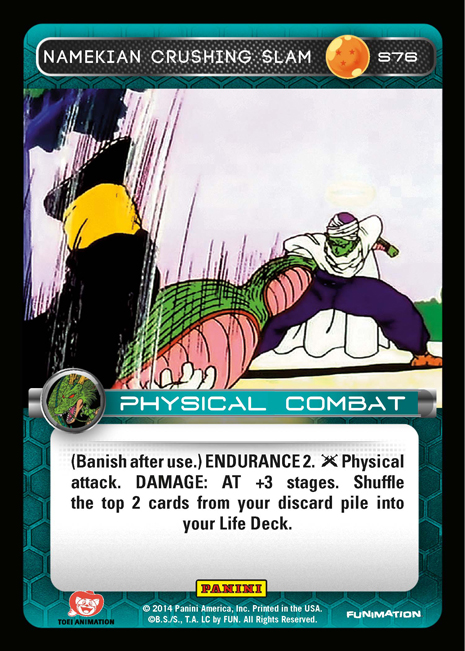 NAMEKIAN CRUSHING SLAM S76
PHYSICAL COMBAT
(Banish after use.) ENDURANCE 2. Physical
attack. DAMAGE: AT +3 stages. Shuffle
the top 2 cards from your discard pile into
your Life Deck.
PANINI
TOEI ANIMATION
© 2014 Panini America, Inc. Printed in the USA.
©B.S./S., T.A. LC by FUN. All Rights Reserved.
FUNIMATION